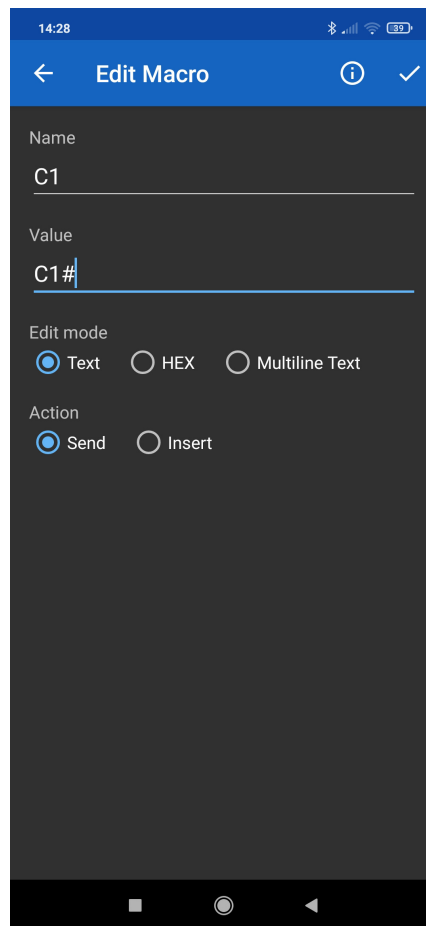 14:28
39
Edit Macro
Name
C1
Value
C1#
Edit mode
Text HEX Multiline Text
Action
Send Insert